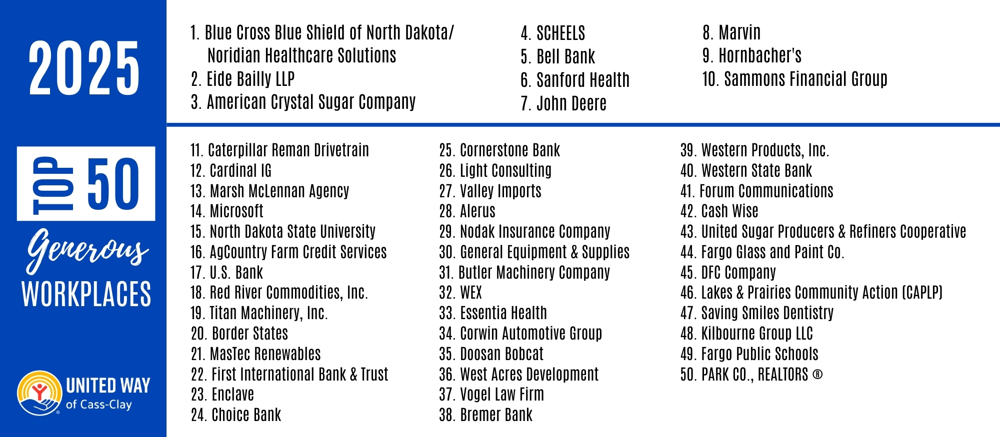 2025
TOP 50
Generous
WORKPLACES
UNITED WAY
of Cass-Clay
®
1. Blue Cross Blue Shield of North Dakota/
Noridian Healthcare Solutions
2. Eide Bailly LLP
3. American Crystal Sugar Company
4. SCHEELS
5. Bell Bank
6. Sanford Health
7. John Deere
8. Marvin
9. Hornbacher's
10. Sammons Financial Group
11. Caterpillar Reman Drivetrain
12. Cardinal IG
13. Marsh McLennan Agency
14. Microsoft
15. North Dakota State University
16. AgCountry Farm Credit Services
17. U.S. Bank
18. Red River Commodities, Inc.
19. Titan Machinery, Inc.
20. Border States
21. MasTec Renewables
22. First International Bank & Trust
23. Enclave
24. Choice Bank
25. Cornerstone Bank
26. Light Consulting
27. Valley Imports
28. Alerus
29. Nodak Insurance Company
30. General Equipment & Supplies
31. Butler Machinery Company
32. WEX
33. Essentia Health
34. Corwin Automotive Group
35. Doosan Bobcat
36. West Acres Development
37. Vogel Law Firm
38. Bremer Bank
39. Western Products, Inc.
40. Western State Bank
41. Forum Communications
42. Cash Wise
43. United Sugar Producers & Refiners Cooperative
44. Fargo Glass and Paint Co.
45. DFC Company
46. Lakes & Prairies Community Action (CAPLP)
47. Saving Smiles Dentistry
48. Kilbourne Group LLC
49. Fargo Public Schools
50. PARK CO., REALTORS ®